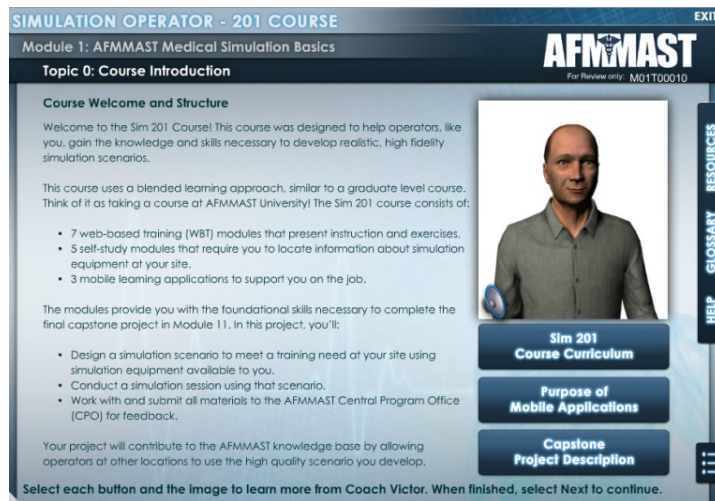 SIMULATION OPERATOR - 201 COURSE
EXIT
Module 1: AFMMAST Medical Simulation Basics
AFMMAST
Topic 0: Course Introduction
For Review only: M01T00010
Course Welcome and Structure
Welcome to the Sim 201 Course! This course was designed to help operators, like
you, gain the knowledge and skills necessary to develop realistic, high fidelity
simulation scenarios.
This course uses a blended learning approach, similar to a graduate level course.
Think of it as taking a course at AFMMAST University! The Sim 201 course consists of:
• 7 web-based training (WBT) modules that present instruction and exercises.
• 5 self-study modules that require you to locate information about simulation
equipment at your site.
• 3 mobile learning applications to support you on the job.
The modules provide you with the foundational skills necessary to complete the
final capstone project in Module 11. In this project, you'll:
• Design a simulation scenario to meet a training need at your site using
simulation equipment available to you.
• Conduct a simulation session using that scenario.
• Work with and submit all materials to the AFMMAST Central Program Office
(CPO) for feedback.
Your project will contribute to the AFMMAST knowledge base by allowing
operators at other locations to use the high quality scenario you develop.
Sim 201
Course Curriculum
Purpose of
Mobile Applications
Capstone
Project Description
RESOURCES
GLOSSARY
HELP
Select each button and the image to learn more from Coach Victor. When finished, select Next to continue.